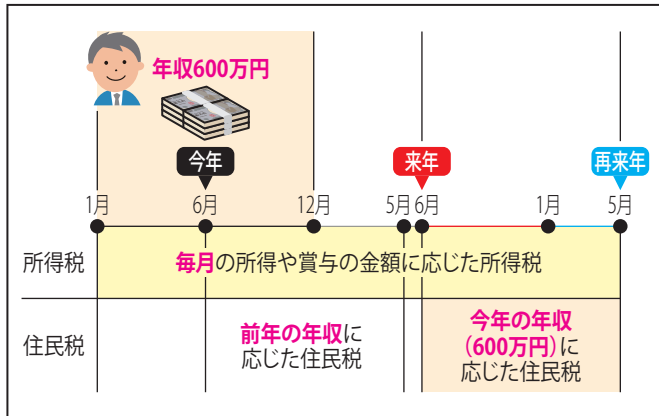 年収600万円
今年
来年
再来年
1月
6月
12月
5月
6月
1月
5月
所得税
毎月の所得や賞与の金額に応じた所得税
住民税
前年の年収に
応じた住民税
今年の年収
(600万円)に
応じた住民税